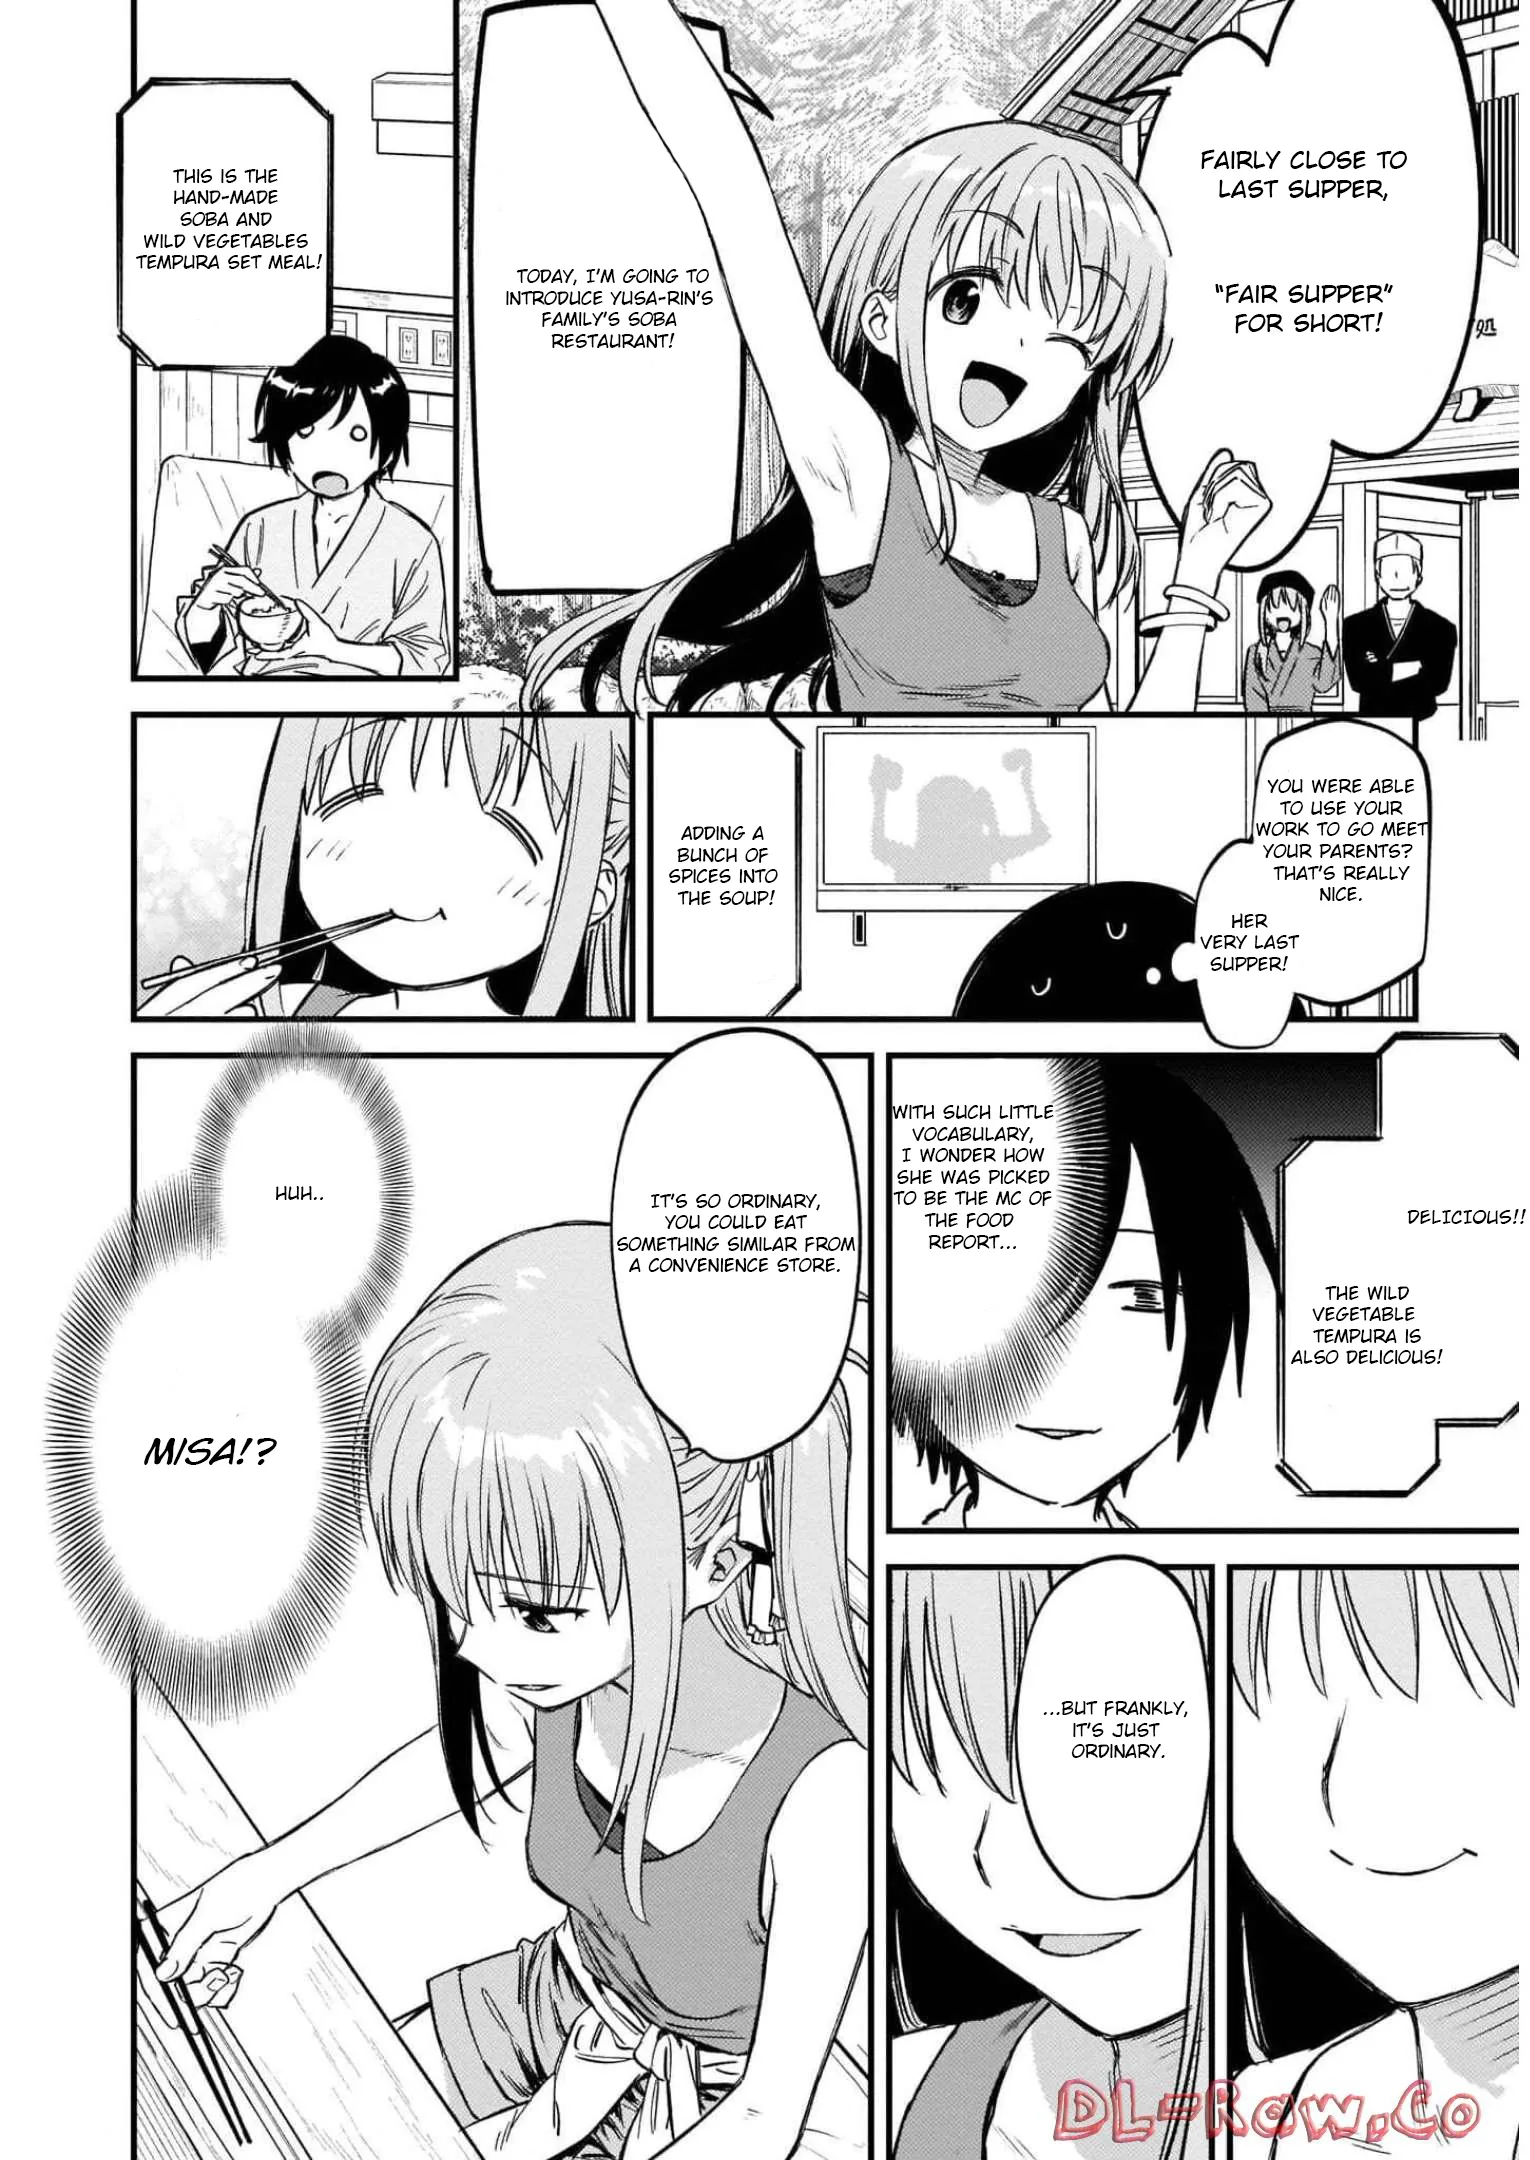 FAIRLY CLOSE TO
LAST SUPPER,
"FAIR SUPPER"
FOR SHORT!
TODAY, I'M GOING TO
INTRODUCE YUSA-RIN'S
FAMILY'S SOBA
RESTAURANT!
処
THIS IS THE
HAND-MADE
SOBA AND
WILD VEGETABLES
TEMPURA SET MEAL!
YOU WERE ABLE
TO USE YOUR
WORK TO GO MEET
YOUR PARENTS?
THAT'S REALLY
NICE.
HER
VERY LAST
SUPPER!
ADDING A
BUNCH OF
SPICES INTO
THE SOUP!
DELICIOUS!!
THE WILD
VEGETABLE
TEMPURA IS
ALSO DELICIOUS!
WITH SUCH LITTLE
VOCABULARY,
I WONDER HOW
SHE WAS PICKED
TO BE THE MC OF
THE FOOD
REPORT...
...BUT FRANKLY,
IT'S JUST
ORDINARY.
IT'S SO ORDINARY,
YOU COULD EAT
SOMETHING SIMILAR FROM
A CONVENIENCE STORE.
HUH..
MISA!?
DL-Raw.Co